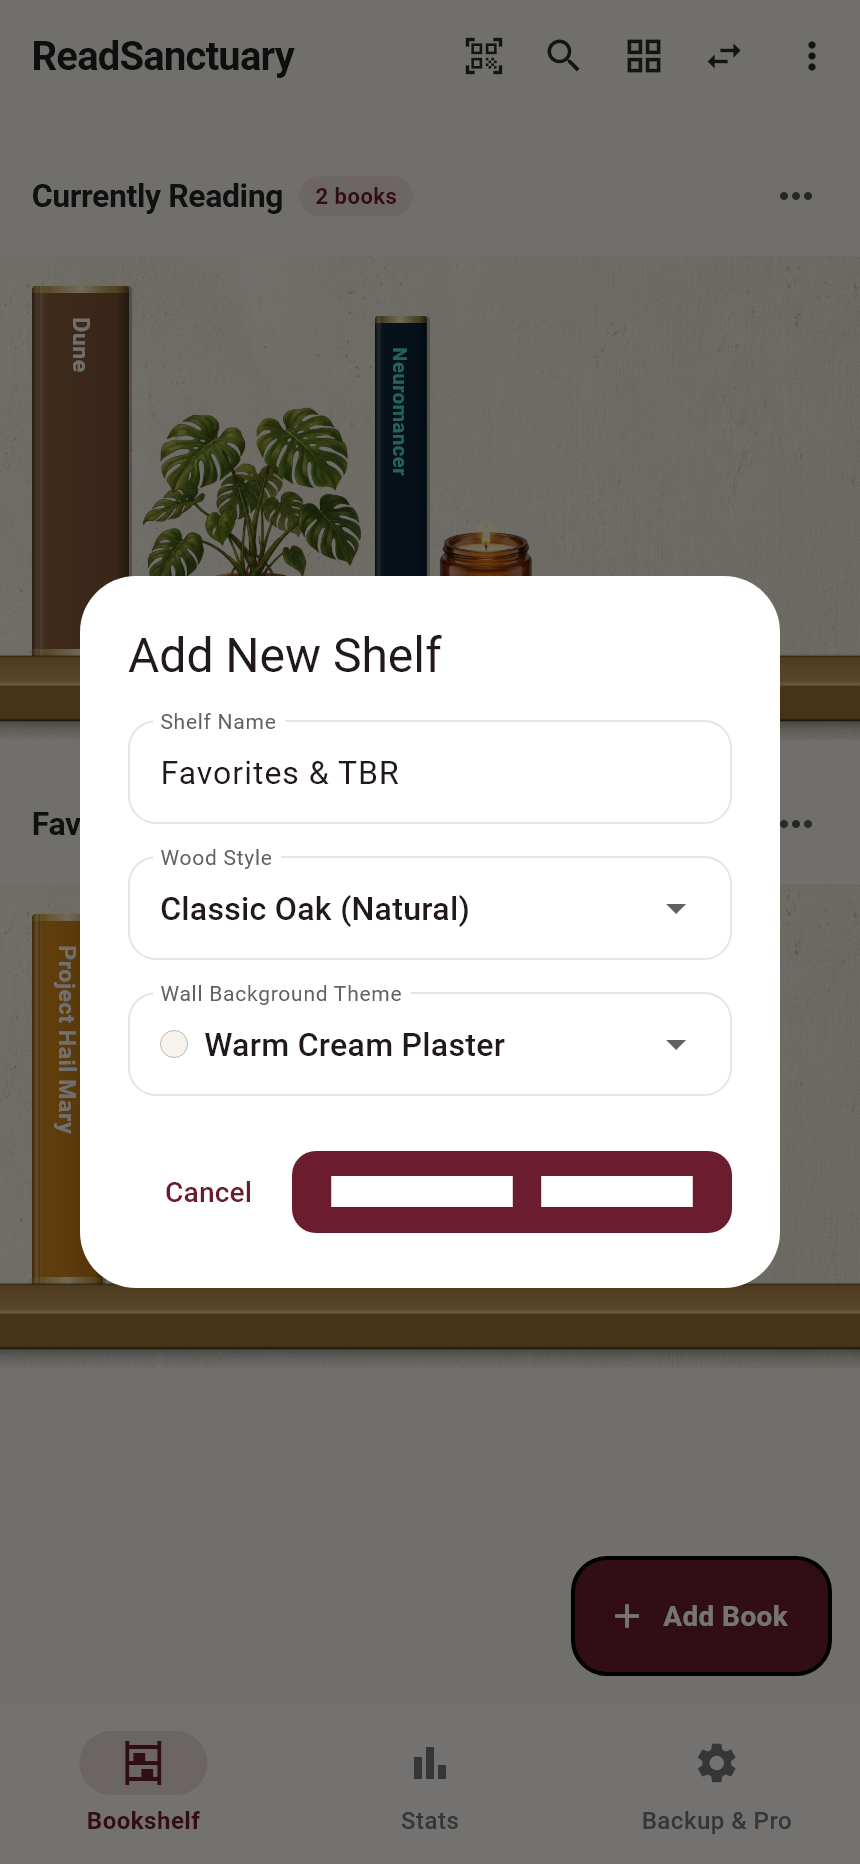 ReadSanctuary
Currently Reading
2 books
Dune
Neuromancer
Add New Shelf
Shelf Name
Favorites & TBR
Fav
Wood Style
Classic Oak (Natural)
Project Hail Mary
Wall Background Theme
Warm Cream Plaster
Cancel
Add Book
Bookshelf
Stats
Backup & Pro